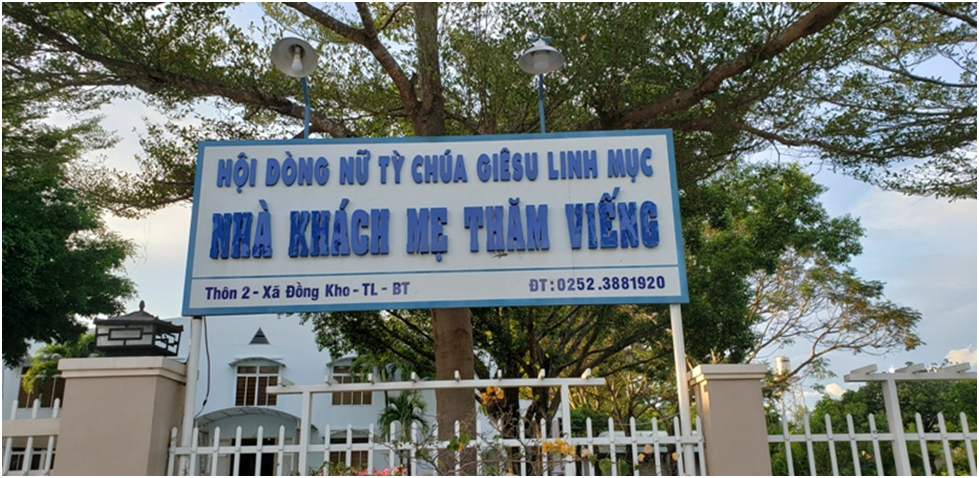 HỘI DÒNG NỮ TỲ CHÚA GIÊSU LINH MỤC
NHÀ KHÁCH MẸ THĂM VIẾNG
Thôn 2 - Xã Đồng Kho - TL - BT ĐT: 0252.3881920